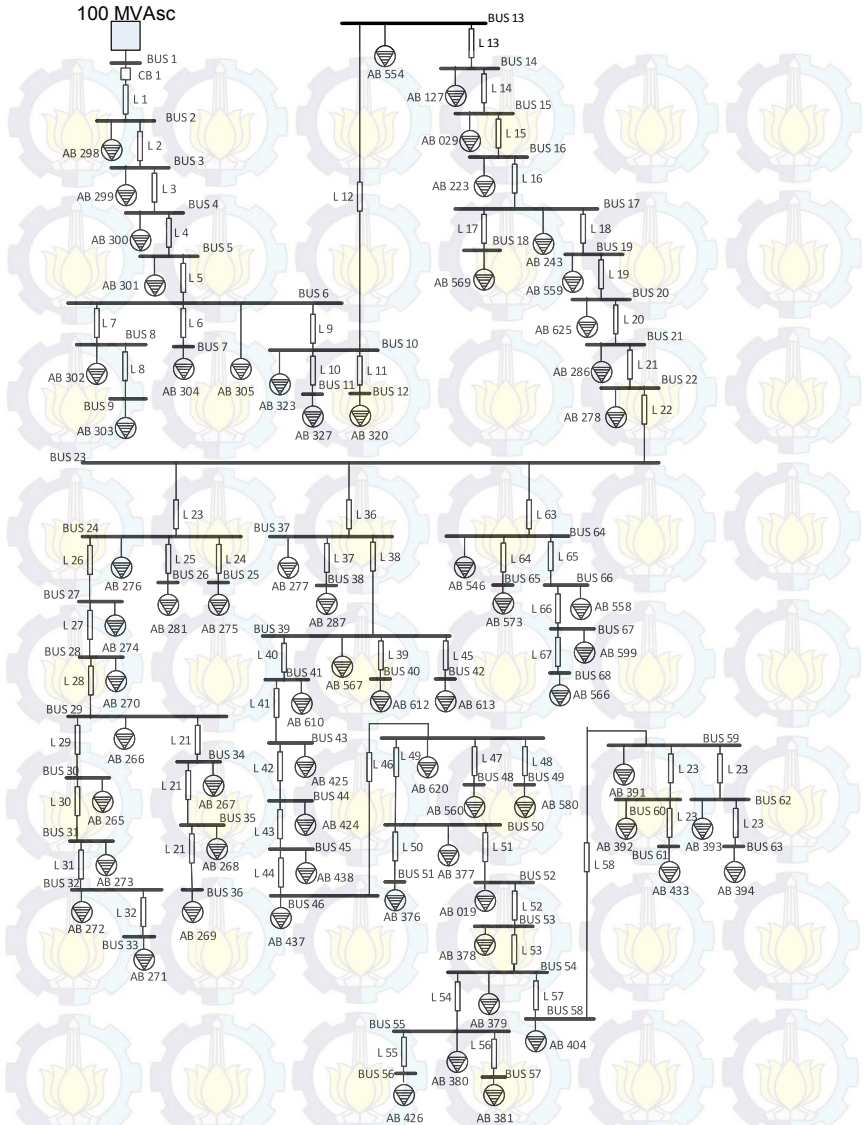 100 MVAsc
BUS 1
CB 1
L 1
BUS 2
AB 298
L 2
BUS 3
AB 299
L 3
BUS 4
AB 300
L 4
BUS 5
AB 301
L 5
BUS 6
L 7
L 6
L 9
BUS 8
BUS 7
BUS 10
AB 302
L 8
AB 304
AB 305
AB 323
L 10
L 11
BUS 11
BUS 12
BUS 9
AB 303
AB 327
AB 320
L 12
BUS 13
AB 554
L 13
BUS 14
AB 127
L 14
BUS 15
AB 029
L 15
BUS 16
AB 223
L 16
BUS 17
L 17
L 18
BUS 18
AB 243
BUS 19
AB 569
AB 559
L 19
BUS 20
AB 625
L 20
BUS 21
AB 286
L 21
BUS 22
AB 278
L 22
BUS 23
L 23
L 36
L 63
BUS 24
L 26
AB 276
L 25
L 24
BUS 26
BUS 25
AB 281
AB 275
BUS 27
L 27
AB 274
BUS 28
L 28
AB 270
BUS 29
L 29
AB 266
L 21
BUS 34
BUS 30
L 21
AB 267
L 30
AB 265
BUS 35
BUS 31
L 21
AB 268
L 31
AB 273
BUS 32
BUS 36
AB 272
L 32
AB 269
BUS 33
AB 271
BUS 37
AB 277
L 37
L 38
BUS 38
AB 287
BUS 39
L 40
AB 567
L 39
L 45
BUS 41
BUS 40
BUS 42
L 41
AB 610
AB 612
AB 613
BUS 43
L 42
AB 425
BUS 44
L 43
AB 424
BUS 45
L 44
AB 438
BUS 46
AB 437
L 46
L 49
AB 620
L 47
L 48
BUS 48
BUS 49
AB 560
AB 580
BUS 50
L 50
AB 377
L 51
BUS 51
AB 376
BUS 52
AB 019
L 52
BUS 53
AB 378
L 53
BUS 54
L 54
AB 379
L 57
BUS 58
AB 404
BUS 55
L 55
AB 380
L 56
BUS 56
BUS 57
AB 426
AB 381
BUS 64
AB 546
L 64
L 65
BUS 65
BUS 66
AB 573
L 66
AB 558
BUS 67
L 67
AB 599
BUS 68
AB 566
L 58
BUS 59
AB 391
L 23
L 23
BUS 60
BUS 62
AB 392
L 23
AB 393
L 23
BUS 61
BUS 63
AB 433
AB 394